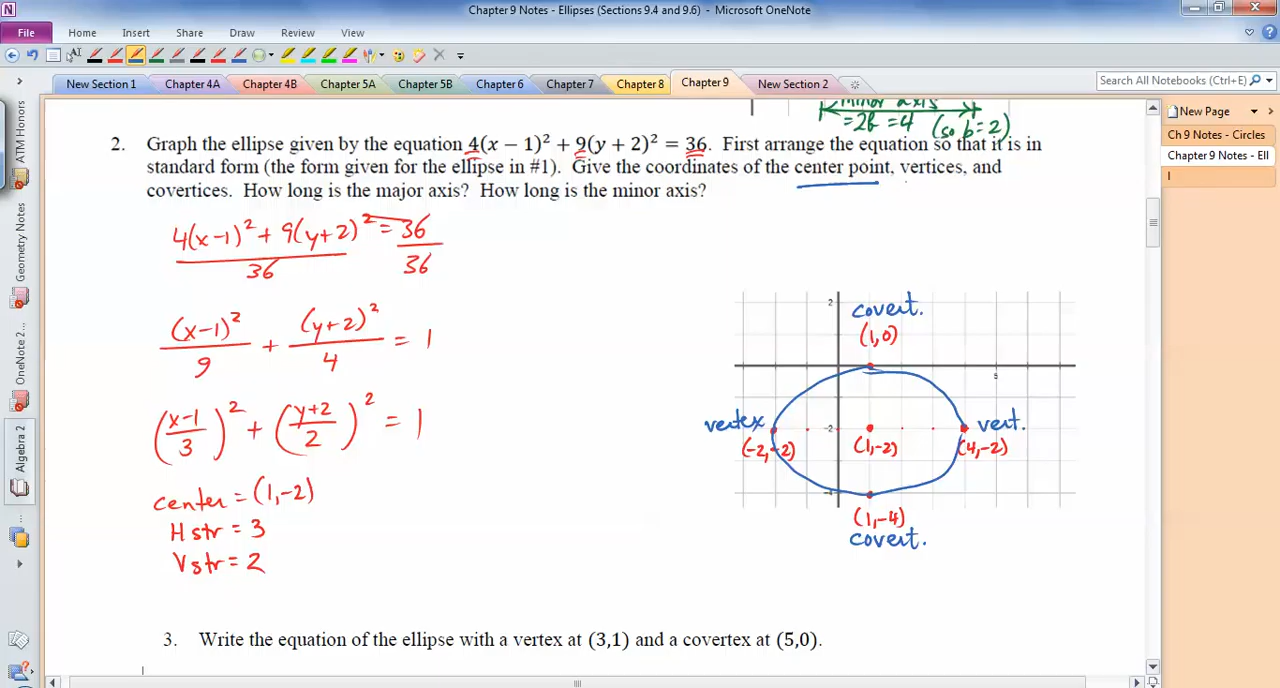 Chapter 9 Notes - Ellipses (Sections 9.4 and 9.6) - Microsoft OneNote
File Home Insert Share Draw Review View
New Section 1 Chapter 4A Chapter 4B Chapter 5A Chapter 5B Chapter 6 Chapter 7 Chapter 8 Chapter 9 New Section 2
Search All Notebooks (Ctrl+E)
New Page
Ch 9 Notes - Circles
Chapter 9 Notes - Ell
I
ATM Honors
Geometry Notes
OneNote 2...
Algebra 2
minor axis
=2b =4 (so b=2)
2. Graph the ellipse given by the equation 4(x − 1)² + 9(y + 2)² = 36. First arrange the equation so that it is in
standard form (the form given for the ellipse in #1). Give the coordinates of the center point, vertices, and
covertices. How long is the major axis? How long is the minor axis?
4(x-1)² + 9(y+2)² = 36
36 36
(x-1)² / 9 + (y+2)² / 4 = 1
(x-1 / 3)² + (y+2 / 2)² = 1
center = (1,-2)
H str = 3
V str = 2
2
covert.
(1,0)
5
vertex -2 vert.
(-2,-2) (1,-2) (4,-2)
-4
(1,-4)
covert.
3. Write the equation of the ellipse with a vertex at (3,1) and a covertex at (5,0).